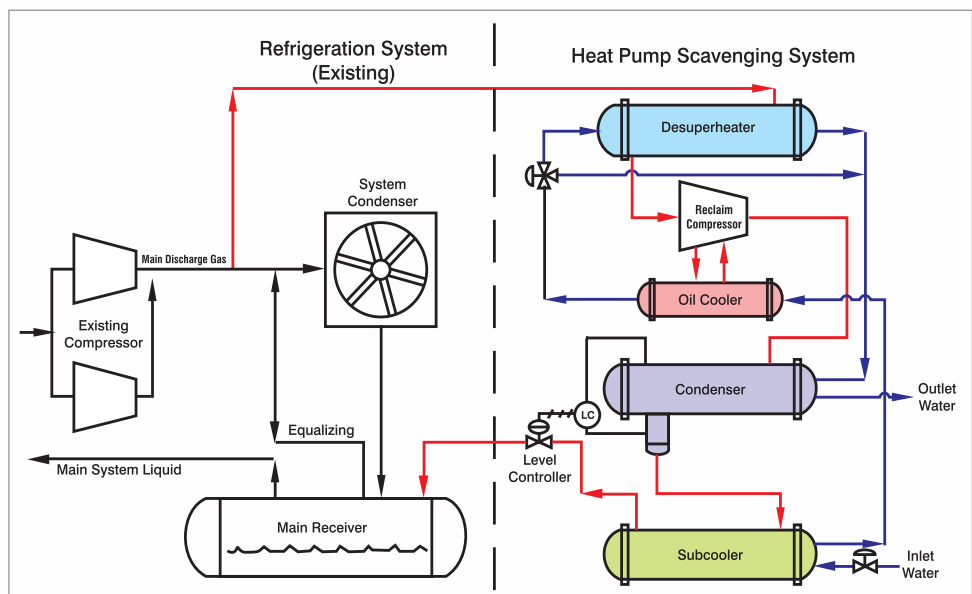 Refrigeration System
(Existing)
Heat Pump Scavenging System
Desuperheater
System
Condenser
Reclaim
Compressor
Main Discharge Gas
Oil Cooler
Existing
Compressor
Condenser
Outlet
Water
LC
Equalizing
Level
Controller
Main System Liquid
Main Receiver
Subcooler
Inlet
Water